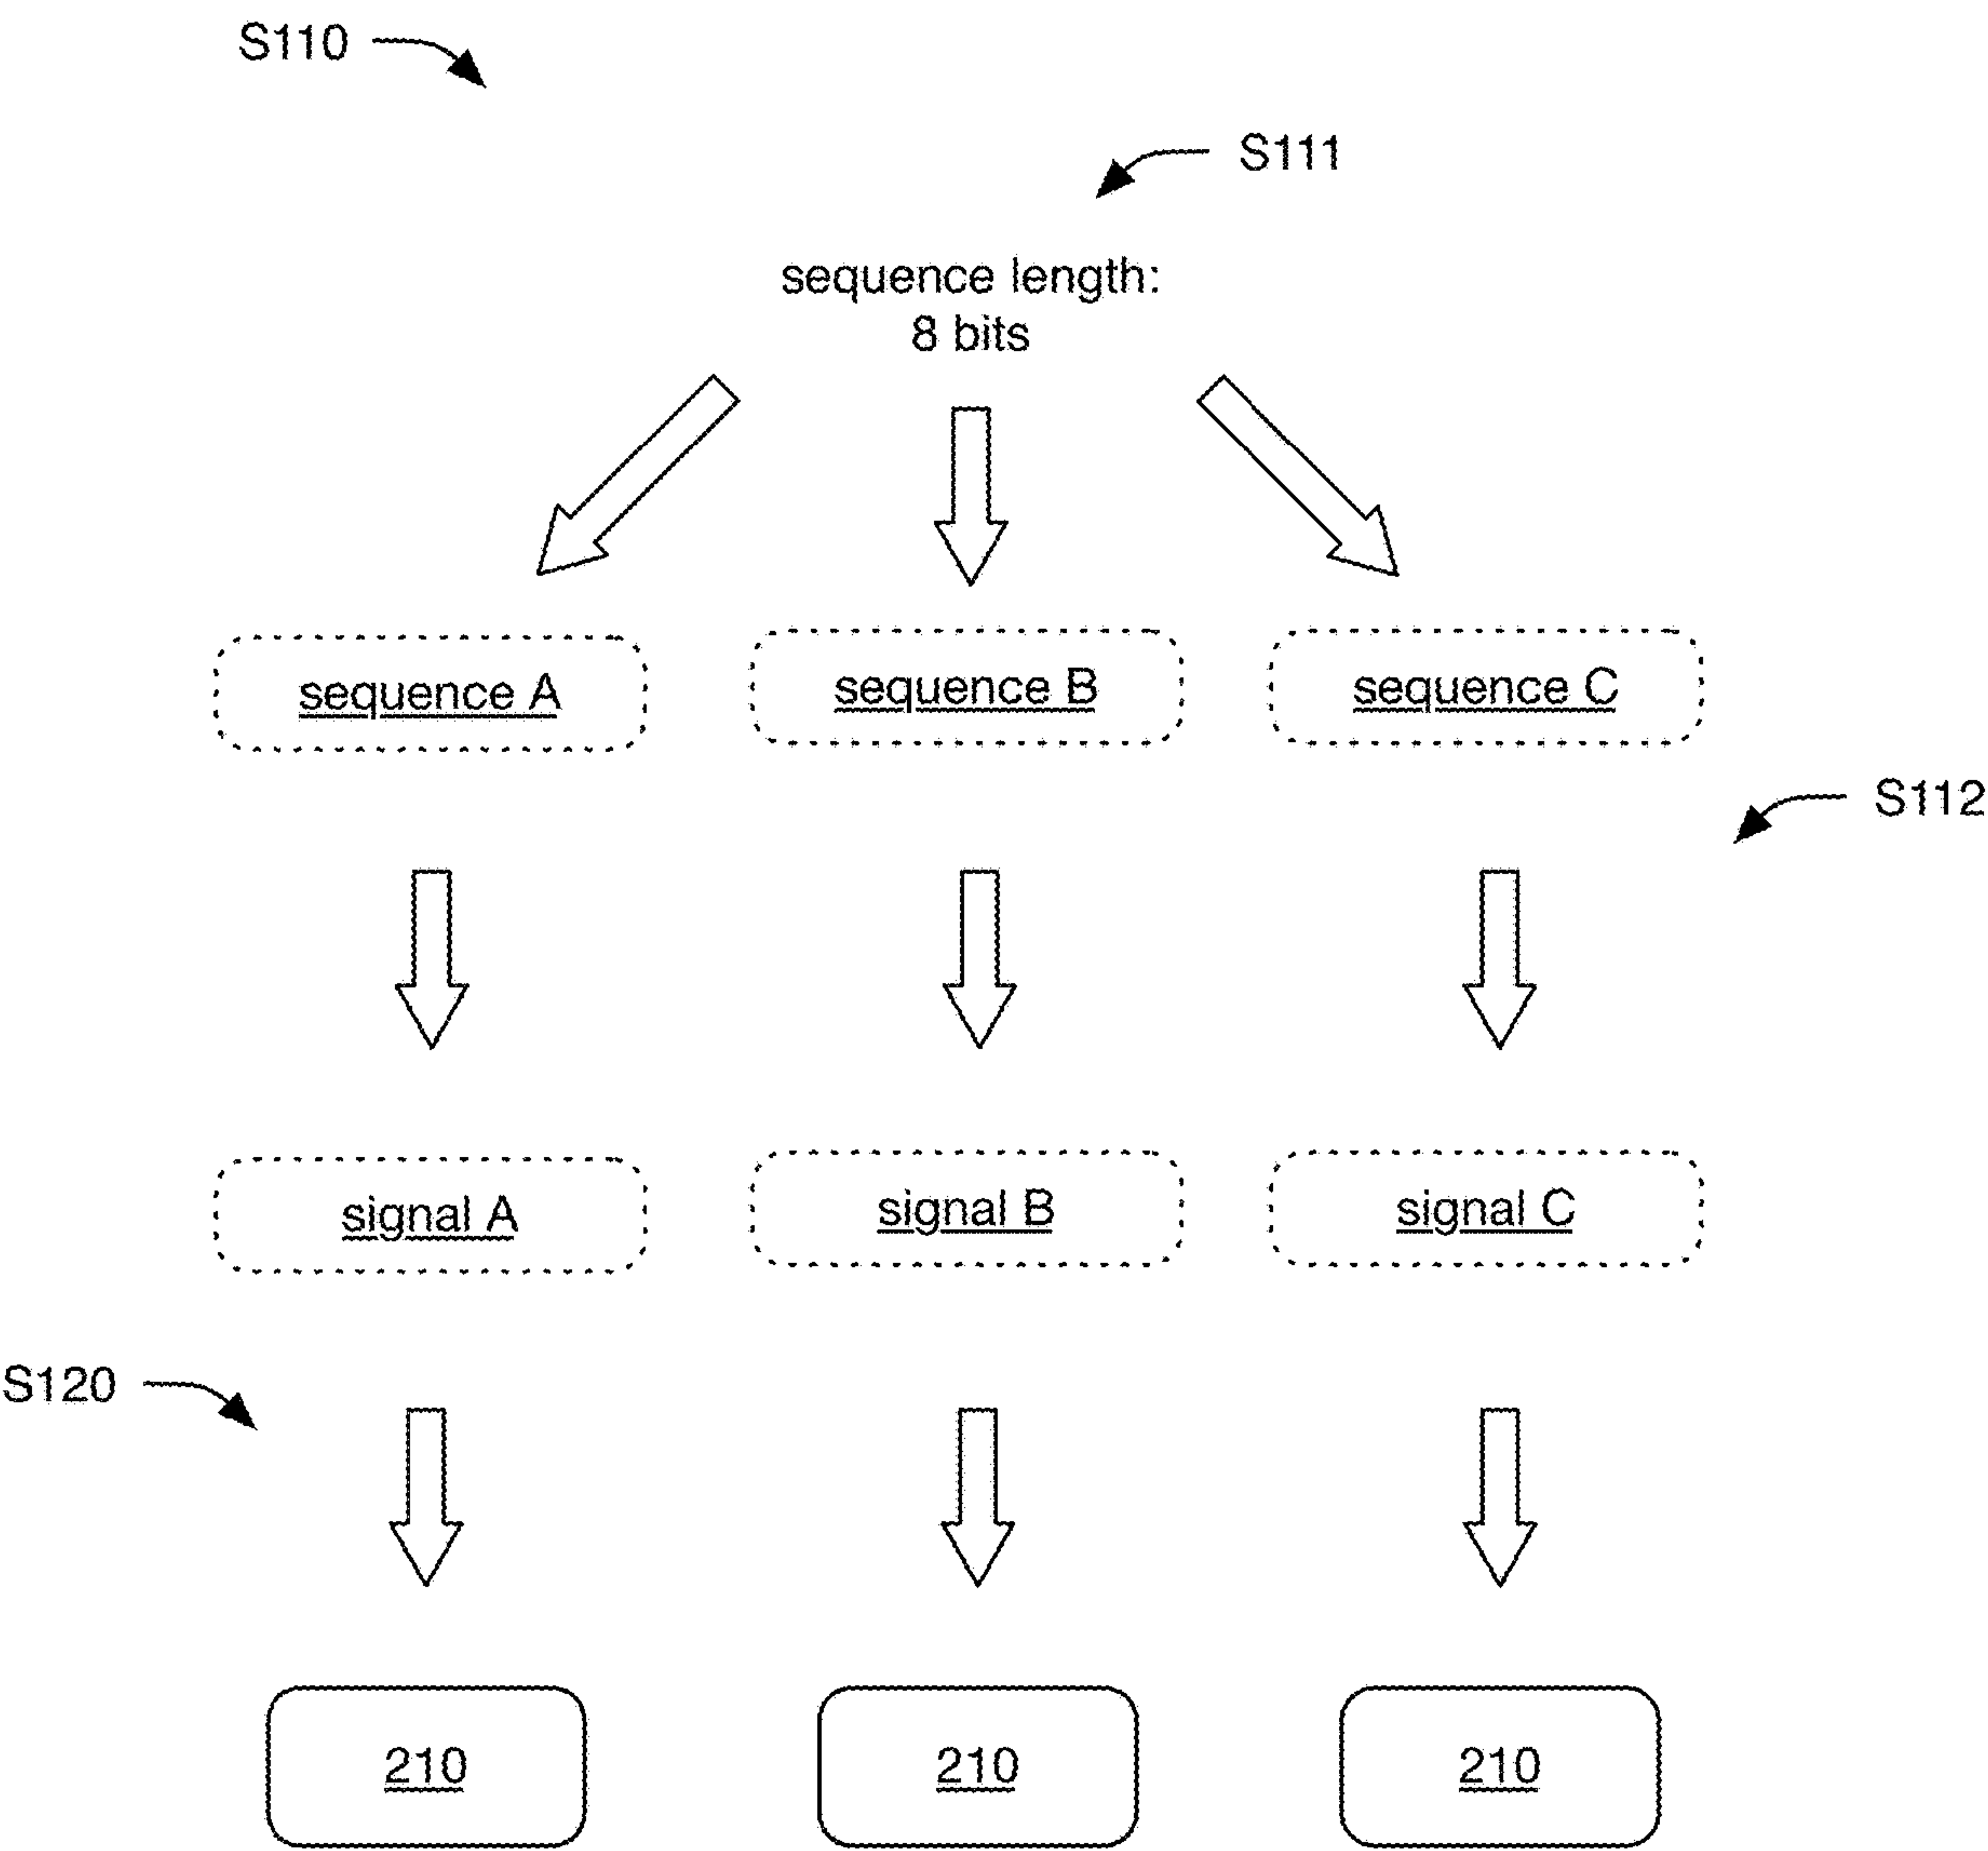 S110
S111
sequence length:
8 bits
sequence A
sequence B
sequence C
S112
signal A
signal B
signal C
S120
210
210
210